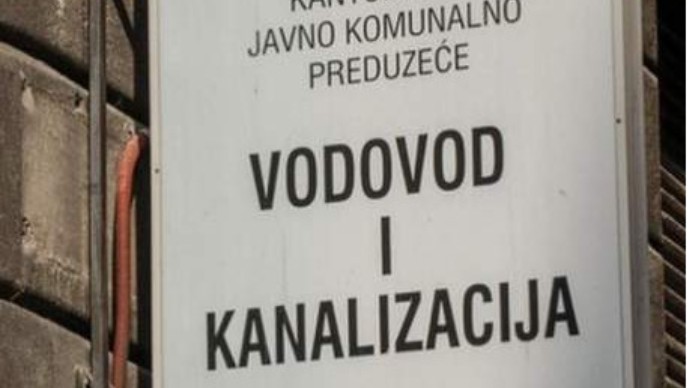 JAVNO KOMUNALNO
PREDUZEĆE
VODOVOD
I
KANALIZACIJA